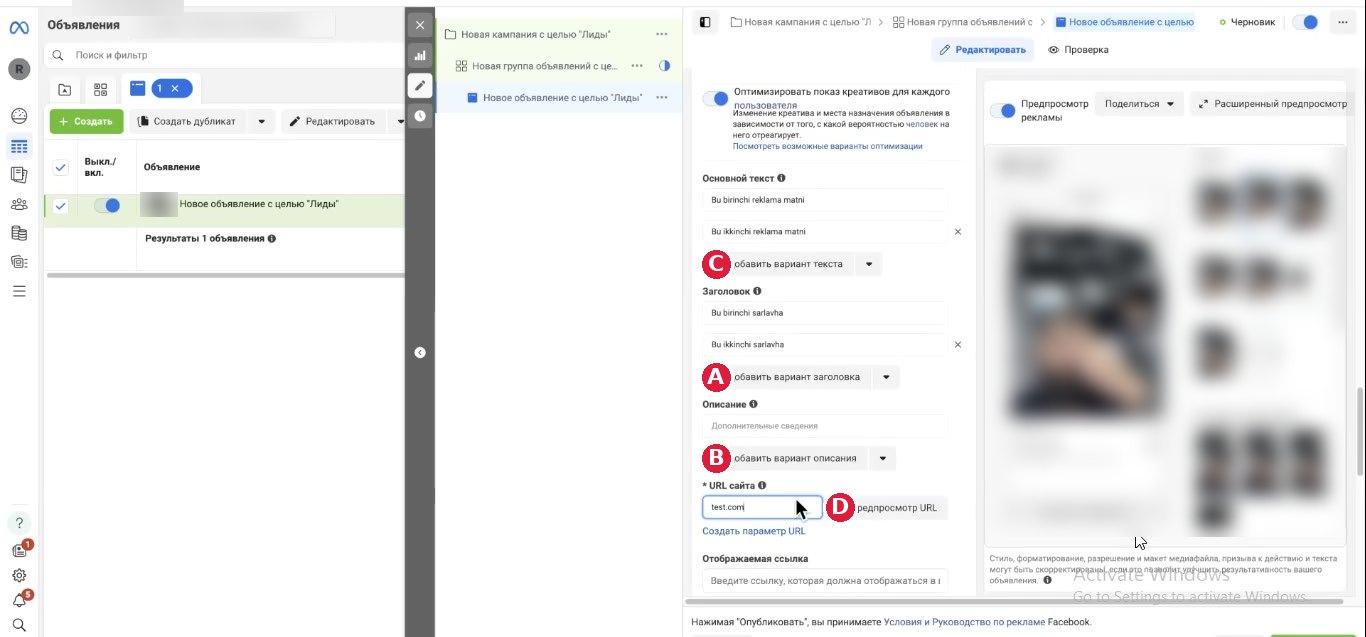 Объявления
Новая кампания с целью "Л
Новая группа объявлений с
Новое объявление с целью
Черновик
Редактировать
Проверка
R
Поиск и фильтр
1
Создать
Создать дубликат
Редактировать
Выкл./
вкл.
Объявление
Новое объявление с целью "Лиды"
Результаты 1 объявления
?
1
5
Новая кампания с целью "Лиды"
Новая группа объявлений с це...
Новое объявление с целью "Лиды"
Оптимизировать показ креативов для каждого
пользователя
Изменение креатива и места назначения объявления в
зависимости от того, с какой вероятностью человек на
него отреагирует.
Посмотреть возможные варианты оптимизации
Основной текст
Bu birinchi reklama matni
Bu ikkinchi reklama matni
C
обавить вариант текста
Заголовок
Bu birinchi sarlavha
Bu ikkinchi sarlavha
A
обавить вариант заголовка
Описание
Дополнительные сведения
B
обавить вариант описания
* URL сайта
test.com
D
редпросмотр URL
Создать параметр URL
Отображаемая ссылка
Введите ссылку, которая должна отображаться в
Предпросмотр
рекламы
Поделиться
Расширенный предпросмотр
Стиль, форматирование, разрешение и макет медиафайла, призыва к действию и текста
могут быть скорректированы, если это позволит улучшить результативность вашего
объявления.
Activate Windows
Go to Settings to activate Windows.
Нажимая "Опубликовать", вы принимаете Условия и Руководство по рекламе Facebook.